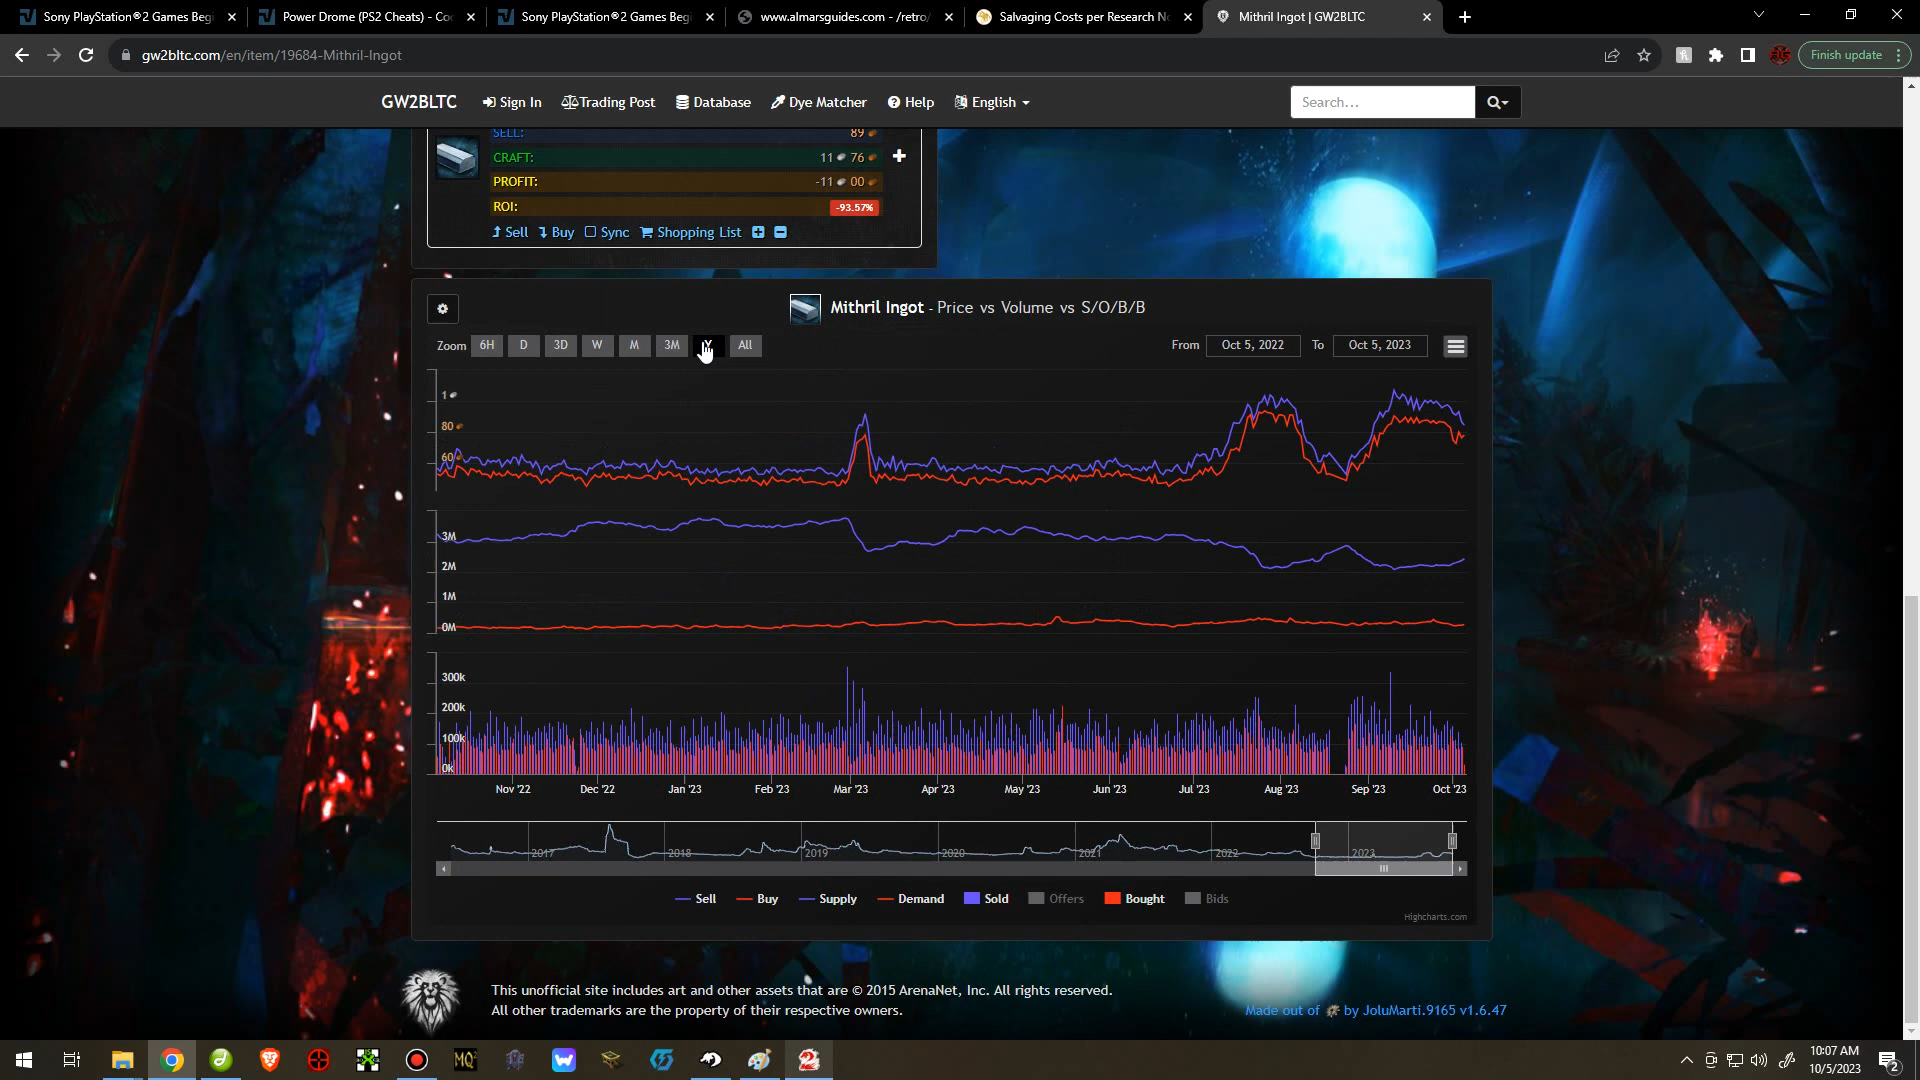 Sony PlayStation®2 Games Begi
Power Drome (PS2 Cheats) - Co
Sony PlayStation®2 Games Begi
www.almarsguides.com - /retro/
Salvaging Costs per Research No
Mithril Ingot | GW2BLTC
gw2bltc.com/en/item/19684-Mithril-Ingot
Finish update
GW2BLTC Sign In Trading Post Database Dye Matcher Help English
Search...
SELL: 89
CRAFT: 11 76
PROFIT: -11 00
ROI: -93.57%
Sell Buy Sync Shopping List
Mithril Ingot - Price vs Volume vs S/O/B/B
Zoom 6H D 3D W M 3M Y All
From Oct 5, 2022 To Oct 5, 2023
1
80
60
3M
2M
1M
0M
300k
200k
100k
0k
Nov '22 Dec '22 Jan '23 Feb '23 Mar '23 Apr '23 May '23 Jun '23 Jul '23 Aug '23 Sep '23 Oct '23
2017 2018 2019 2020 2021 2022 2023
Sell Buy Supply Demand Sold Offers Bought Bids
Highcharts.com
This unofficial site includes art and other assets that are © 2015 ArenaNet, Inc. All rights reserved.
All other trademarks are the property of their respective owners.
Made out of by JoluMarti.9165 v1.6.47
MQ
10:07 AM
10/5/2023
2